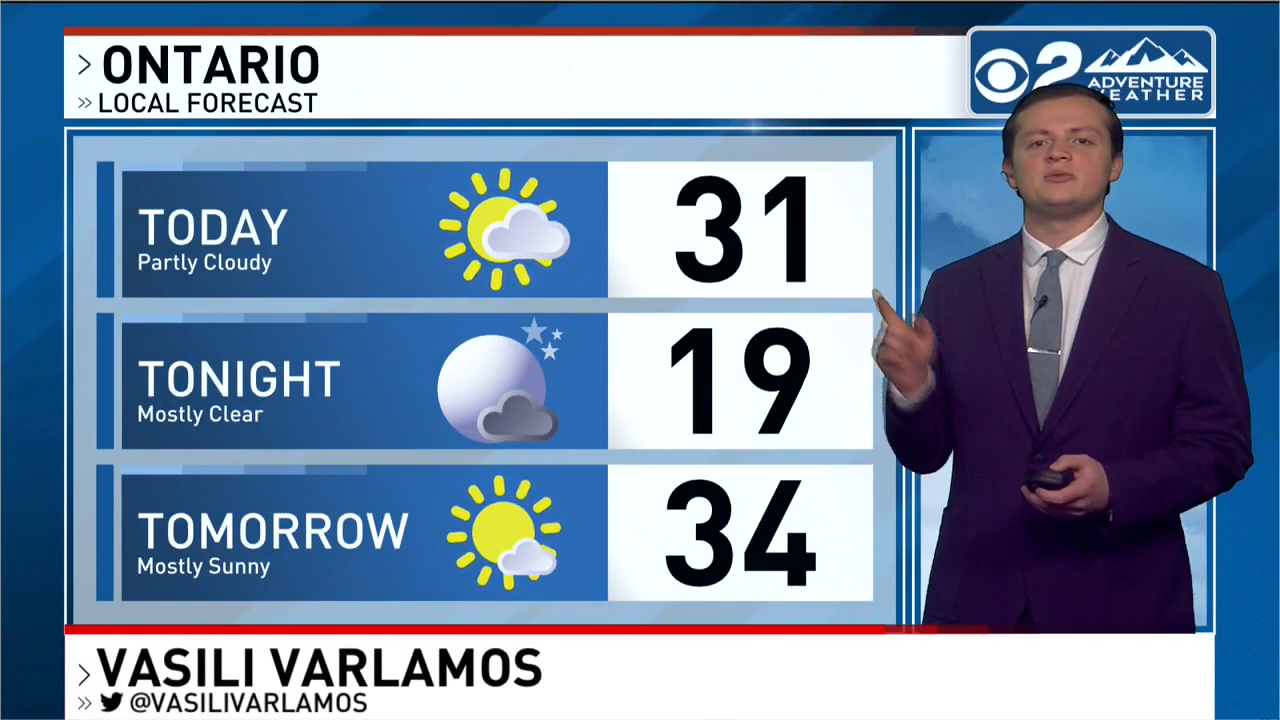 ONTARIO
LOCAL FORECAST
2
ADVENTURE
WEATHER
TODAY
Partly Cloudy
31
TONIGHT
Mostly Clear
19
TOMORROW
Mostly Sunny
34
VASILI VARLAMOS
@VASILIVARLAMOS